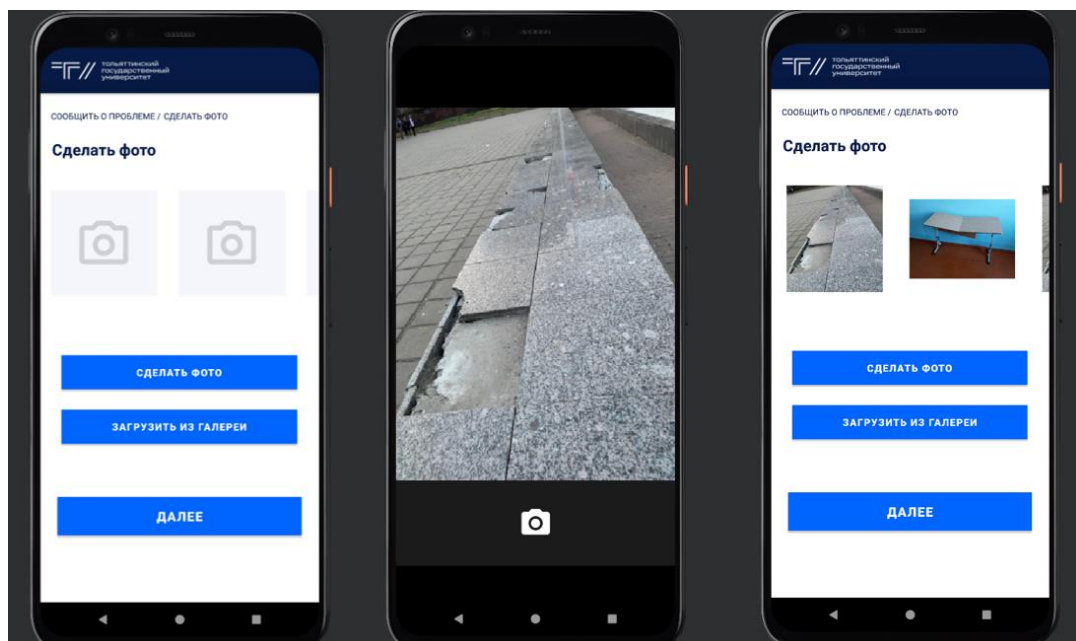 тольяттинский
государственный
университет
СООБЩИТЬ О ПРОБЛЕМЕ / СДЕЛАТЬ ФОТО
Сделать фото
СДЕЛАТЬ ФОТО
ЗАГРУЗИТЬ ИЗ ГАЛЕРЕИ
ДАЛЕЕ
тольяттинский
государственный
университет
СООБЩИТЬ О ПРОБЛЕМЕ / СДЕЛАТЬ ФОТО
Сделать фото
СДЕЛАТЬ ФОТО
ЗАГРУЗИТЬ ИЗ ГАЛЕРЕИ
ДАЛЕЕ